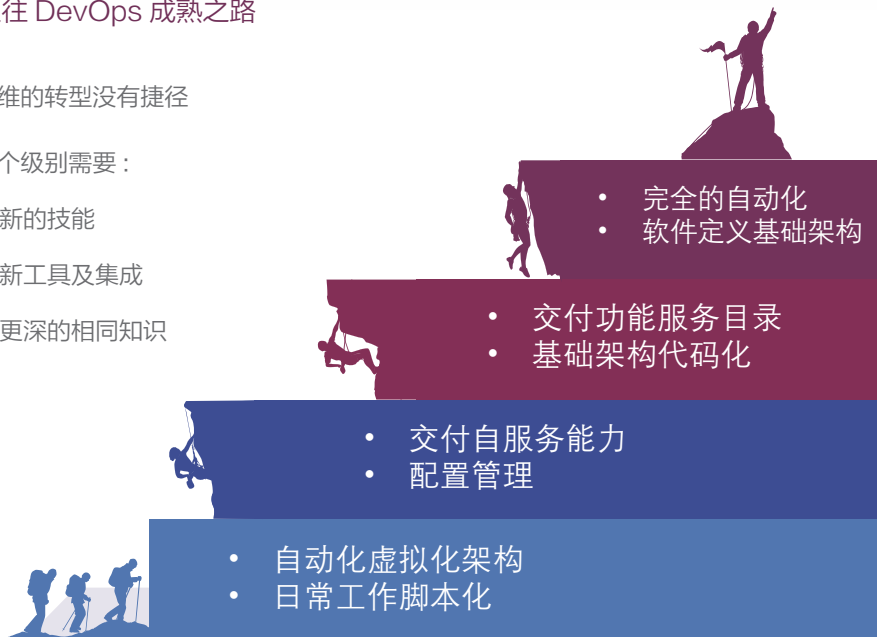 往 DevOps 成熟之路
维的转型没有捷径
个级别需要：
新的技能
新工具及集成
更深的相同知识
• 完全的自动化
• 软件定义基础架构
• 交付功能服务目录
• 基础架构代码化
• 交付自服务能力
• 配置管理
• 自动化虚拟化架构
• 日常工作脚本化